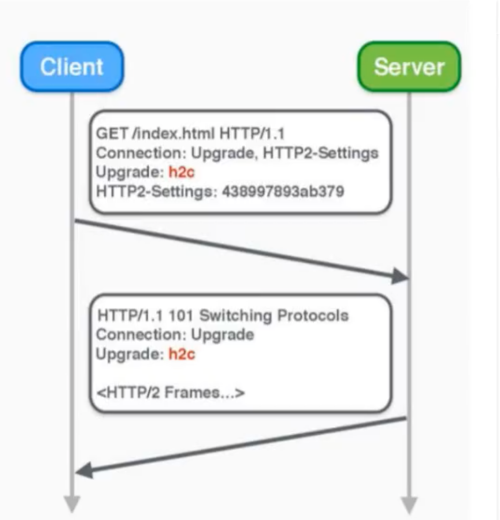 Client
Server
GET /index.html HTTP/1.1
Connection: Upgrade, HTTP2-Settings
Upgrade: h2c
HTTP2-Settings: 438997893ab379
HTTP/1.1 101 Switching Protocols
Connection: Upgrade
Upgrade: h2c
<HTTP/2 Frames...>